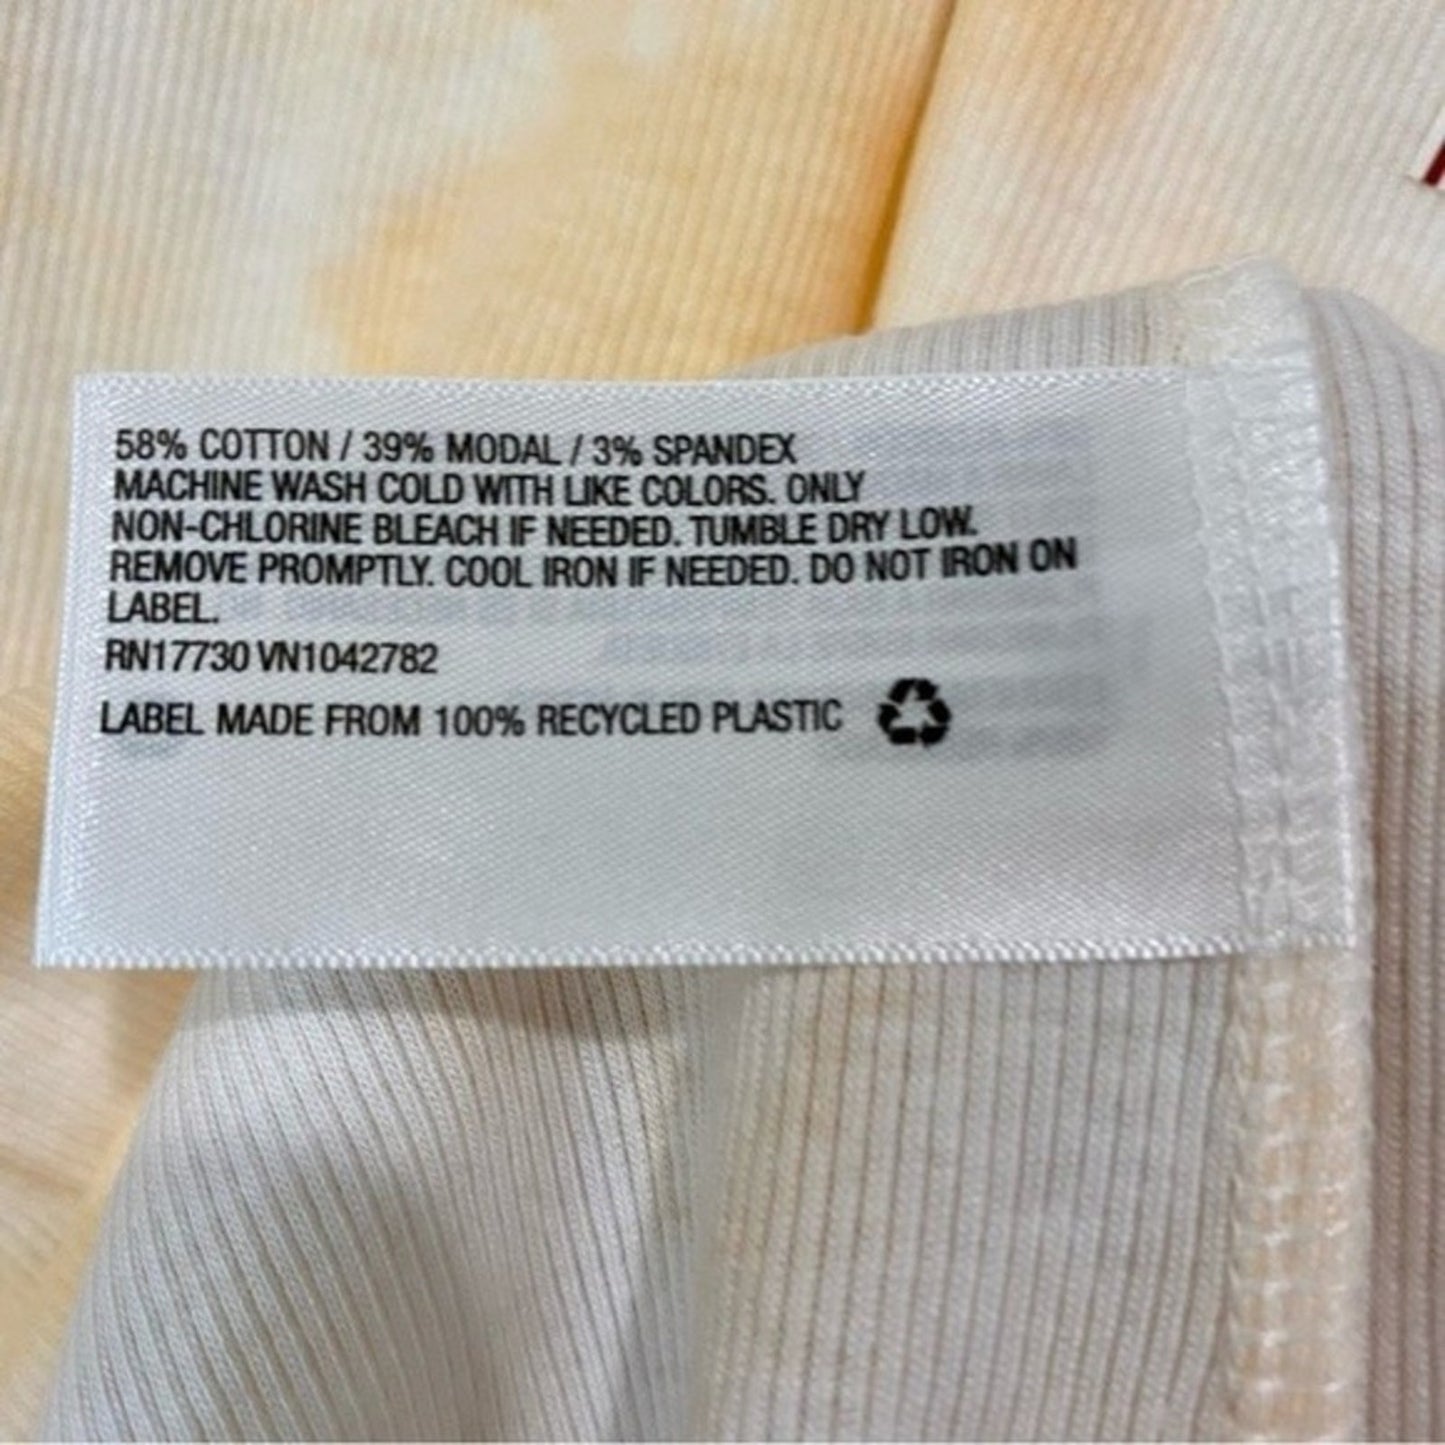 58% COTTON / 39% MODAL / 3% SPANDEX
MACHINE WASH COLD WITH LIKE COLORS. ONLY
NON-CHLORINE BLEACH IF NEEDED. TUMBLE DRY LOW.
REMOVE PROMPTLY. COOL IRON IF NEEDED. DO NOT IRON ON
LABEL.
RN17730 VN1042782
LABEL MADE FROM 100% RECYCLED PLASTIC